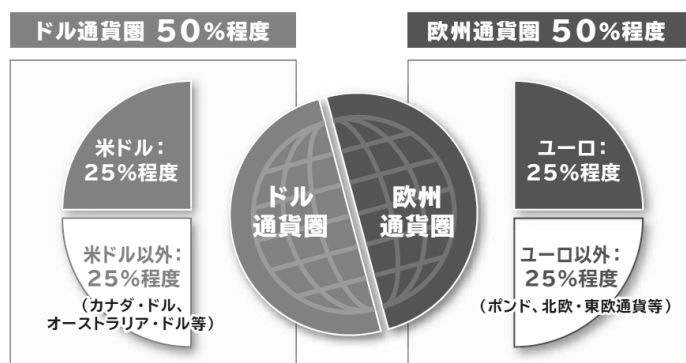 ドル通貨圏 50%程度
欧州通貨圏 50%程度
米ドル：
25%程度
米ドル以外：
25%程度
（カナダ・ドル、
オーストラリア・ドル等）
ドル
通貨圏
欧州
通貨圏
ユーロ：
25%程度
ユーロ以外：
25%程度
（ポンド、北欧・東欧通貨等）